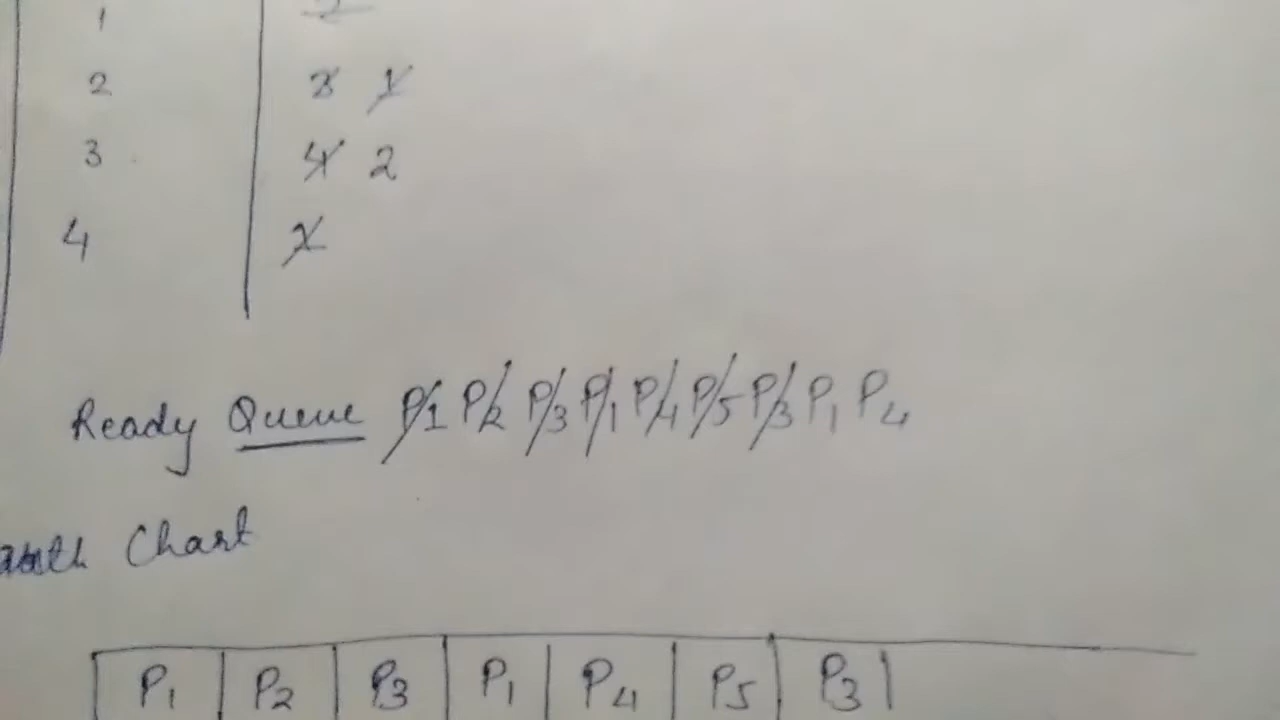 1
2 3 1
3 4 2
4
Ready Queue P1 P2 P3 P1 P4 P5 P3 P1 P4
Chart
P1 P2 P3 P1 P4 P5 P3